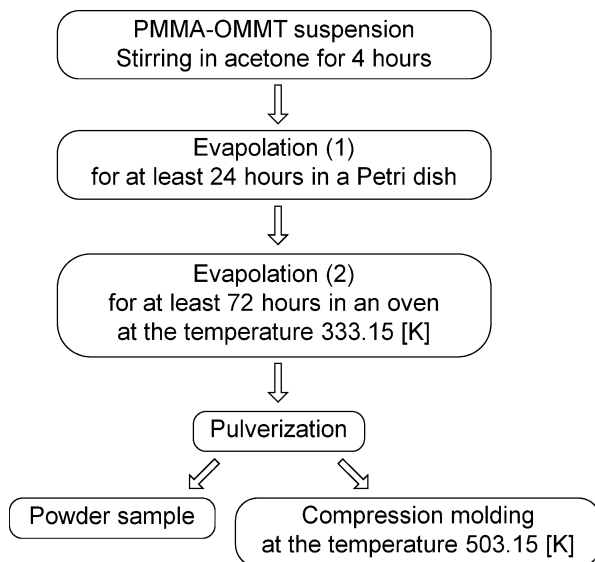 PMMA-OMMT suspension
Stirring in acetone for 4 hours
Evapolation (1)
for at least 24 hours in a Petri dish
Evapolation (2)
for at least 72 hours in an oven
at the temperature 333.15 [K]
Pulverization
Powder sample
Compression molding
at the temperature 503.15 [K]